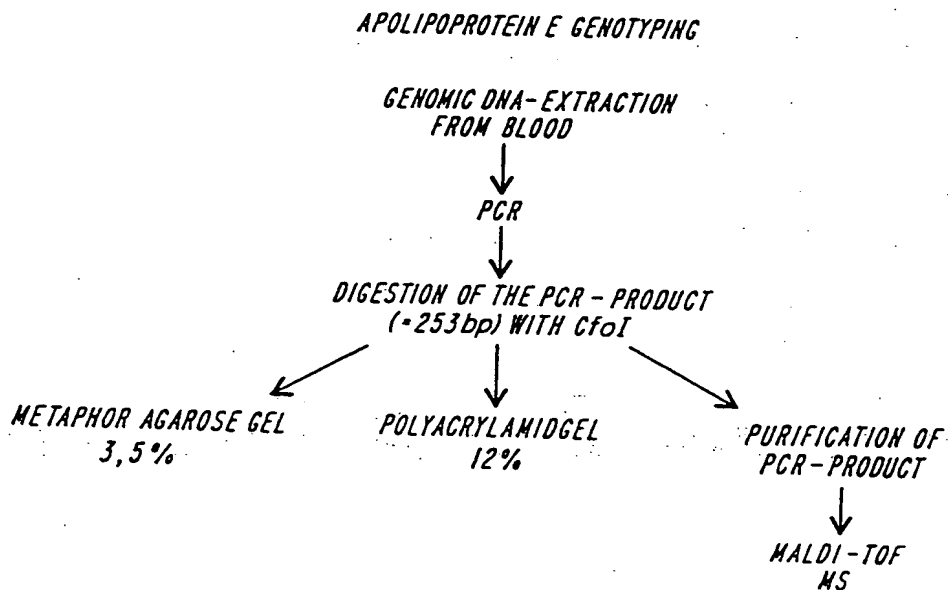 APOLIPOPROTEIN E GENOTYPING
GENOMIC DNA-EXTRACTION
FROM BLOOD
PCR
DIGESTION OF THE PCR-PRODUCT
(=253bp) WITH CfoI
METAPHOR AGAROSE GEL
3,5%
POLYACRYLAMIDGEL
12%
PURIFICATION OF
PCR-PRODUCT
MALDI-TOF
MS